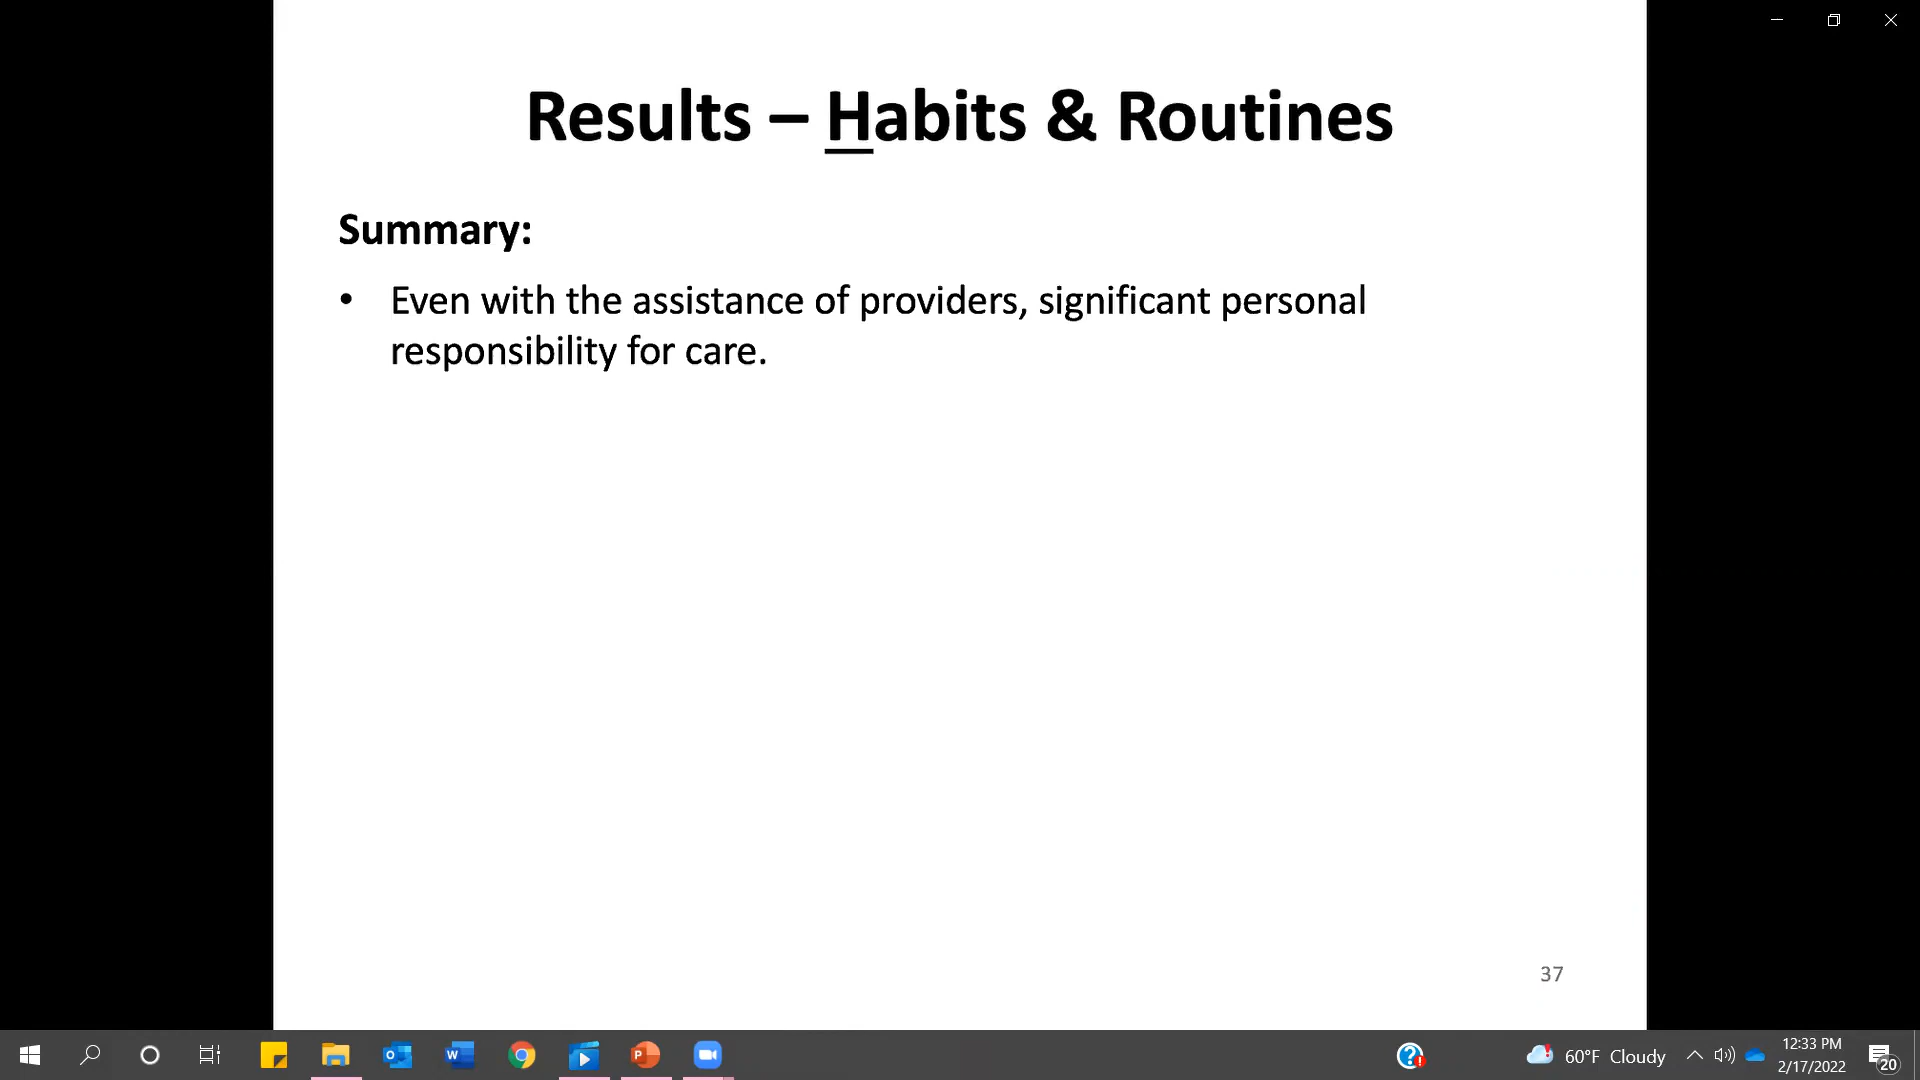 Results – Habits & Routines
Summary:
• Even with the assistance of providers, significant personal
responsibility for care.
37
60°F Cloudy
12:33 PM
2/17/2022
20